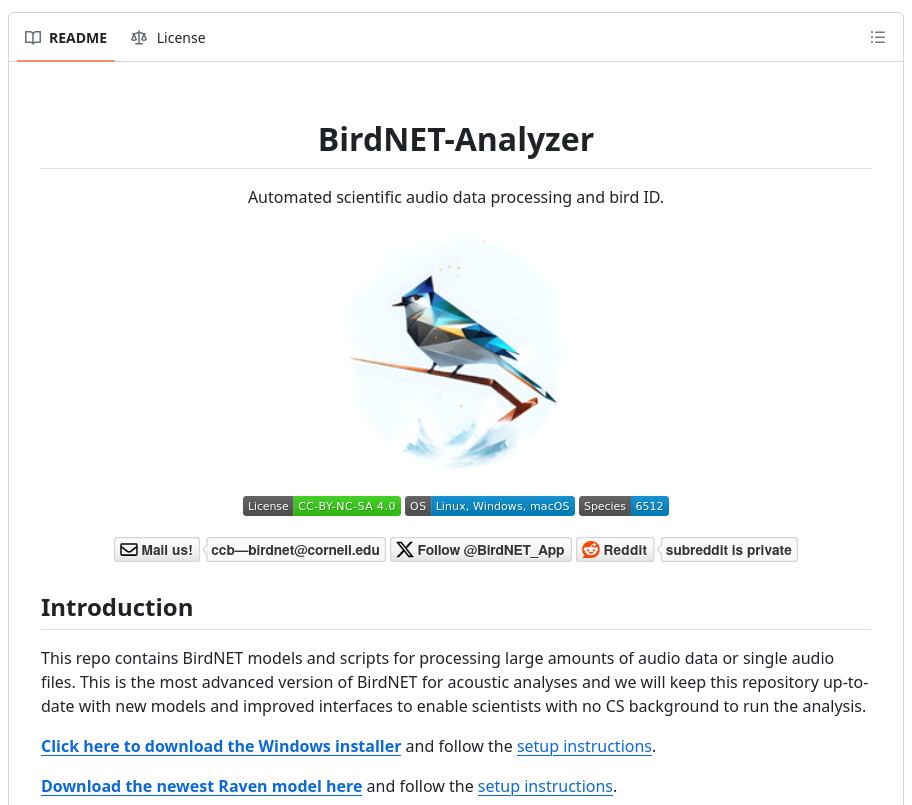 README License
BirdNET-Analyzer
Automated scientific audio data processing and bird ID.
License CC-BY-NC-SA 4.0 OS Linux, Windows, macOS Species 6512
Mail us! ccb—birdnet@cornell.edu Follow @BirdNET_App Reddit subreddit is private
Introduction
This repo contains BirdNET models and scripts for processing large amounts of audio data or single audio
files. This is the most advanced version of BirdNET for acoustic analyses and we will keep this repository up-to-
date with new models and improved interfaces to enable scientists with no CS background to run the analysis.
Click here to download the Windows installer and follow the setup instructions.
Download the newest Raven model here and follow the setup instructions.